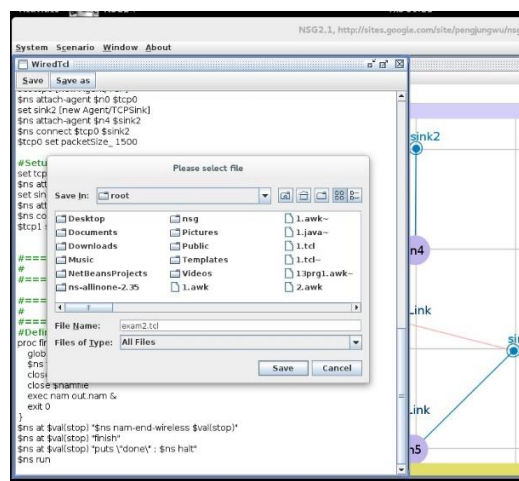 NSG2.1, http://sites.google.com/site/pengjungwu/nsg
System Scenario Window About
WiredTcl
Save Save as
$ns attach-agent $n0 $tcp0
set sink2 [new Agent/TCPSink]
$ns attach-agent $n4 $sink2
$ns connect $tcp0 $sink2
$tcp0 set packetSize_ 1500
#Setu
set tcp
$ns att
set sin
$ns att
$ns co
$tcp1 s
#===
#
#===
#===
#
#===
#Defin
proc fin
glob
$ns
close
close $namfile
exec nam out.nam &
exit 0
}
$ns at $val(stop) "$ns nam-end-wireless $val(stop)"
$ns at $val(stop) "finish"
$ns at $val(stop) "puts \"done\" ; $ns halt"
$ns run
Please select file
Save In: root
Desktop nsg 1.awk~
Documents Pictures 1.java~
Downloads Public 1.tcl
Music Templates 1.tcl~
NetBeansProjects Videos 13prg1.awk~
ns-allinone-2.35 1.awk 2.awk
File Name: exam2.tcl
Files of Type: All Files
Save Cancel
sink2
n4
Link
sin
Link
n5